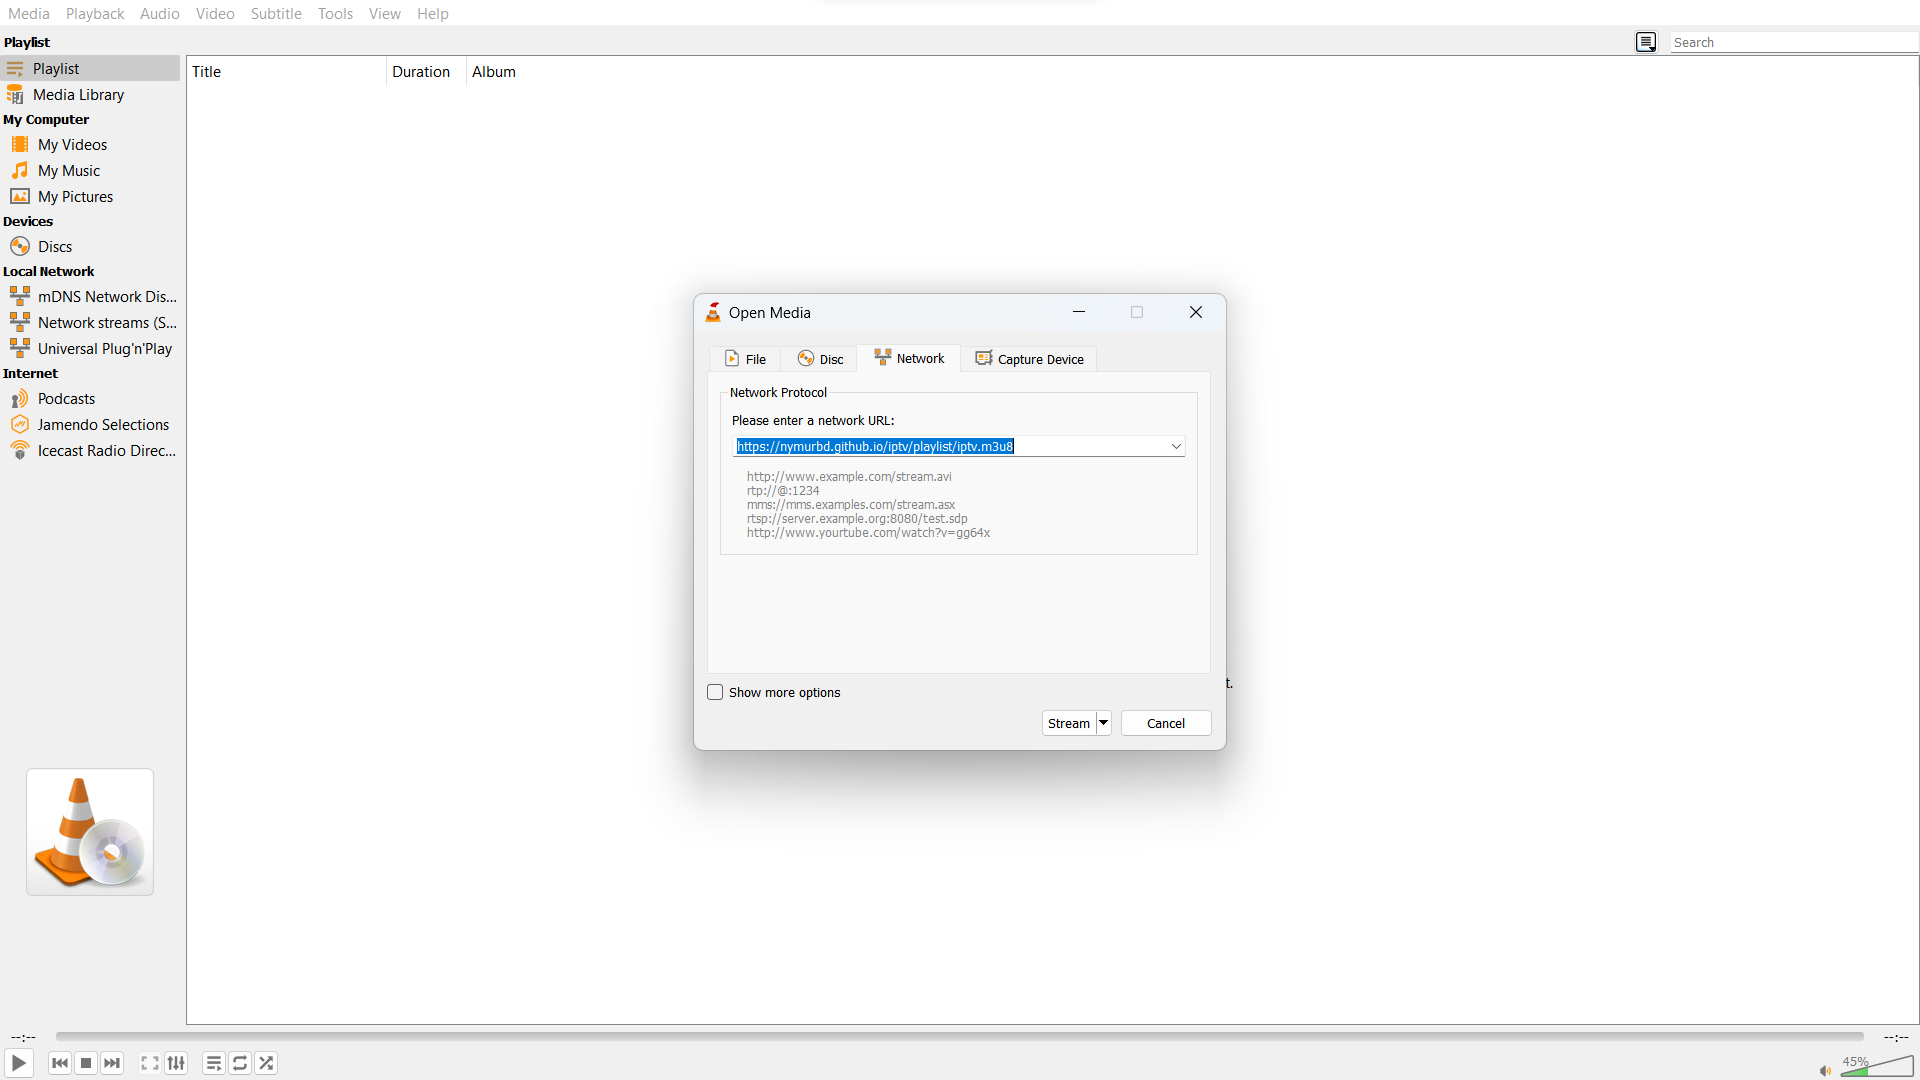 Media Playback Audio Video Subtitle Tools View Help
Playlist
Search
Playlist
Media Library
My Computer
My Videos
My Music
My Pictures
Devices
Discs
Local Network
mDNS Network Dis...
Network streams (S...
Universal Plug'n'Play
Internet
Podcasts
Jamendo Selections
Icecast Radio Direc...
Title Duration Album
Open Media
File Disc Network Capture Device
Network Protocol
Please enter a network URL:
https://nymurbd.github.io/iptv/playlist/iptv.m3u8
http://www.example.com/stream.avi
rtp://@:1234
mms://mms.examples.com/stream.asx
rtsp://server.example.org:8080/test.sdp
http://www.yourtube.com/watch?v=gg64x
t.
Show more options
Stream Cancel
--:-- --:--
45%